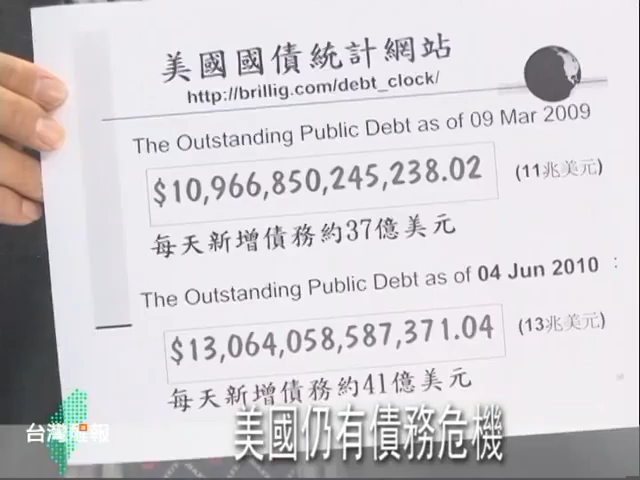 美國國債統計網站
http://brillig.com/debt_clock/
The Outstanding Public Debt as of 09 Mar 2009
$10,966,850,245,238.02 (11兆美元)
每天新增債務約37億美元
The Outstanding Public Debt as of 04 Jun 2010 :
$13,064,058,587,371.04 (13兆美元)
每天新增債務約41億美元
美國仍有債務危機
台灣 報